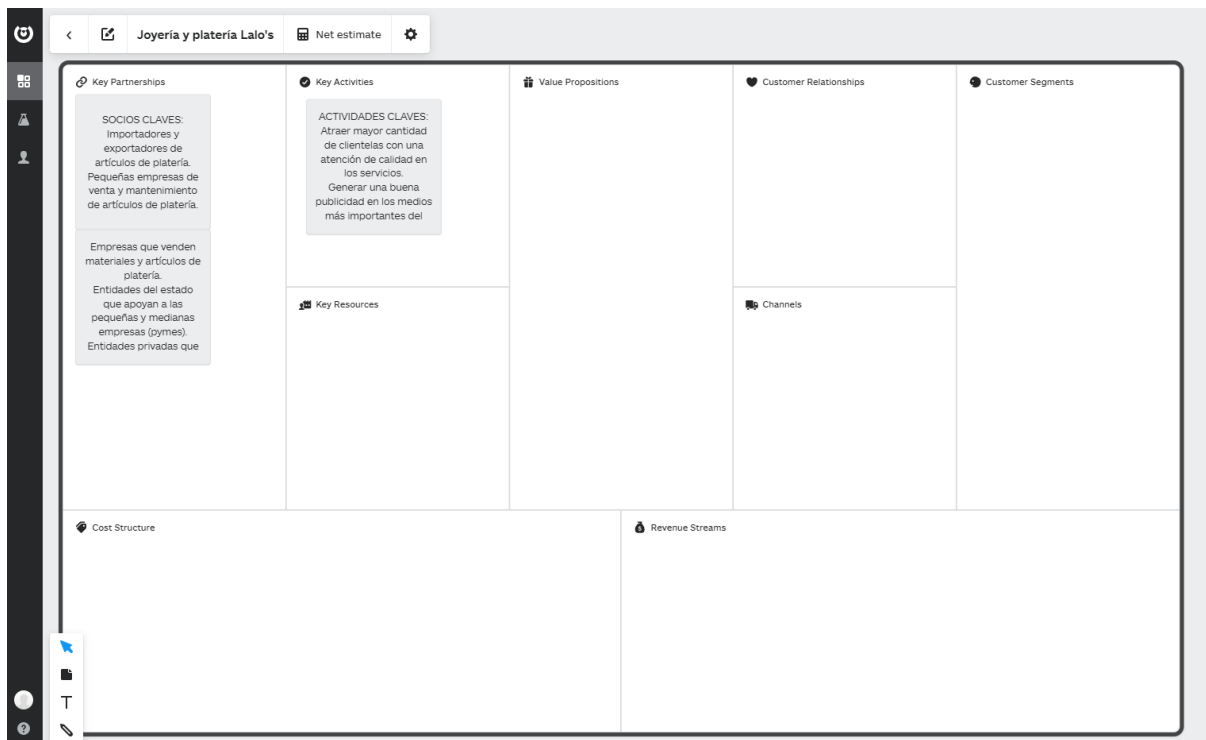 Joyería y platería Lalo's
Net estimate
Key Partnerships
SOCIOS CLAVES:
Importadores y
exportadores de
artículos de platería.
Pequeñas empresas de
venta y mantenimiento
de artículos de platería.
Empresas que venden
materiales y artículos de
platería.
Entidades del estado
que apoyan a las
pequeñas y medianas
empresas (pymes).
Entidades privadas que
Key Activities
ACTIVIDADES CLAVES:
Atraer mayor cantidad
de clientelas con una
atención de calidad en
los servicios.
Generar una buena
publicidad en los medios
más importantes del
Key Resources
Value Propositions
Customer Relationships
Channels
Customer Segments
Cost Structure
Revenue Streams